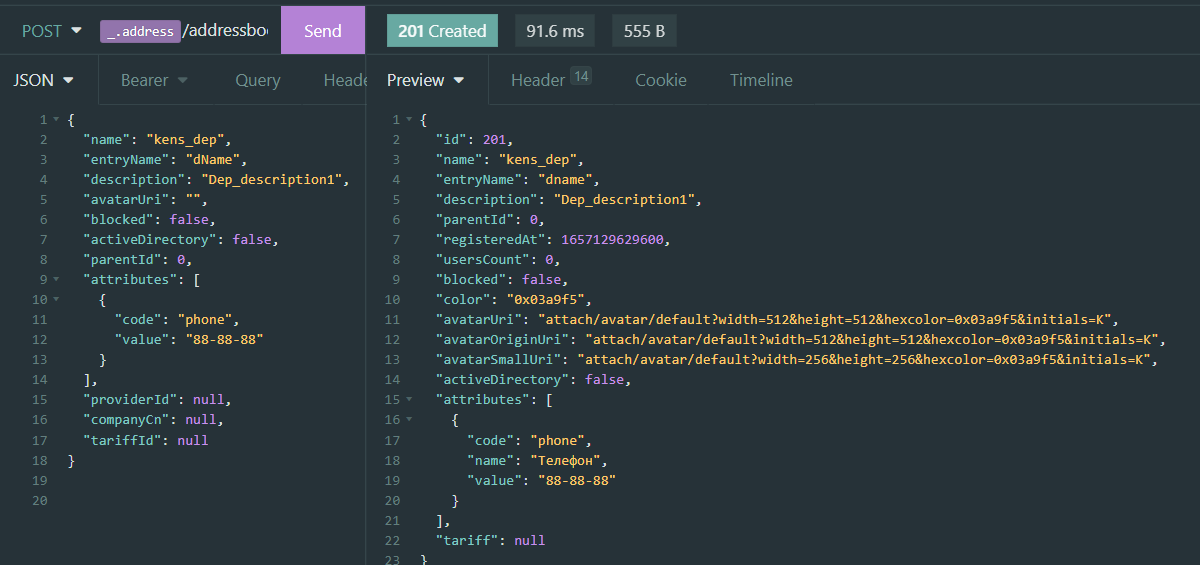 POST _.address /addressboo Send 201 Created 91.6 ms 555 B
JSON Bearer Query Heade Preview Header 14 Cookie Timeline
1 {
2 "name": "kens_dep",
3 "entryName": "dName",
4 "description": "Dep_description1",
5 "avatarUri": "",
6 "blocked": false,
7 "activeDirectory": false,
8 "parentId": 0,
9 "attributes": [
10 {
11 "code": "phone",
12 "value": "88-88-88"
13 }
14 ],
15 "providerId": null,
16 "companyCn": null,
17 "tariffId": null
18 }
19
20
1 {
2 "id": 201,
3 "name": "kens_dep",
4 "entryName": "dname",
5 "description": "Dep_description1",
6 "parentId": 0,
7 "registeredAt": 1657129629600,
8 "usersCount": 0,
9 "blocked": false,
10 "color": "0x03a9f5",
11 "avatarUri": "attach/avatar/default?width=512&height=512&hexcolor=0x03a9f5&initials=K",
12 "avatarOriginUri": "attach/avatar/default?width=512&height=512&hexcolor=0x03a9f5&initials=K",
13 "avatarSmallUri": "attach/avatar/default?width=256&height=256&hexcolor=0x03a9f5&initials=K",
14 "activeDirectory": false,
15 "attributes": [
16 {
17 "code": "phone",
18 "name": "Телефон",
19 "value": "88-88-88"
20 }
21 ],
22 "tariff": null
23 }